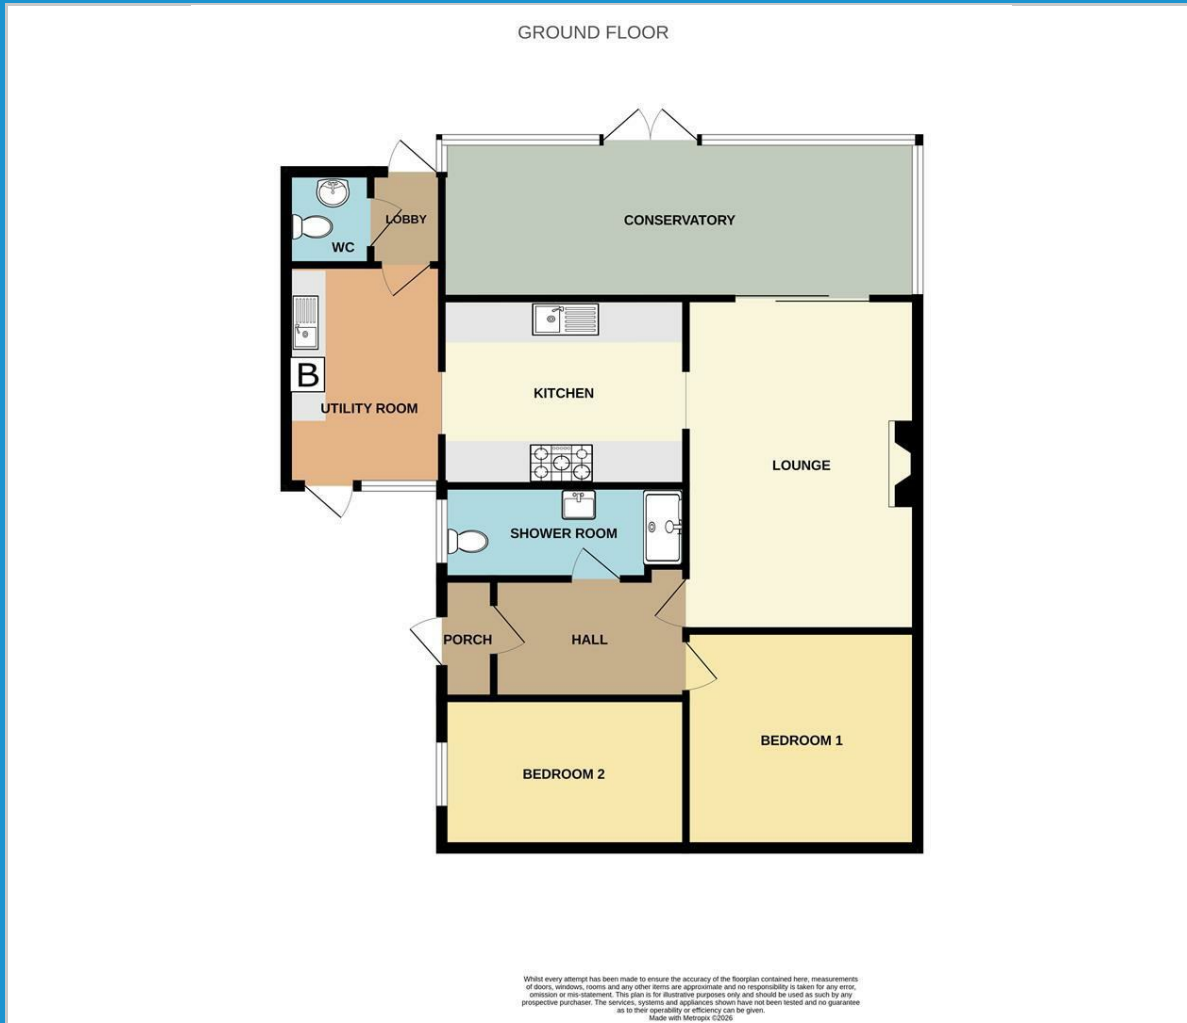 GROUND FLOOR
CONSERVATORY
LOBBY
WC
B
UTILITY ROOM
KITCHEN
LOUNGE
SHOWER ROOM
PORCH
HALL
BEDROOM 1
BEDROOM 2
Whilst every attempt has been made to ensure the accuracy of the floorplan contained here, measurements
of doors, windows, rooms and any other items are approximate and no responsibility is taken for any error,
omission or mis-statement. This plan is for illustrative purposes only and should be used as such by any
prospective purchaser. The services, systems and appliances shown have not been tested and no guarantee
as to their operability or efficiency can be given.
Made with Metropix ©2026